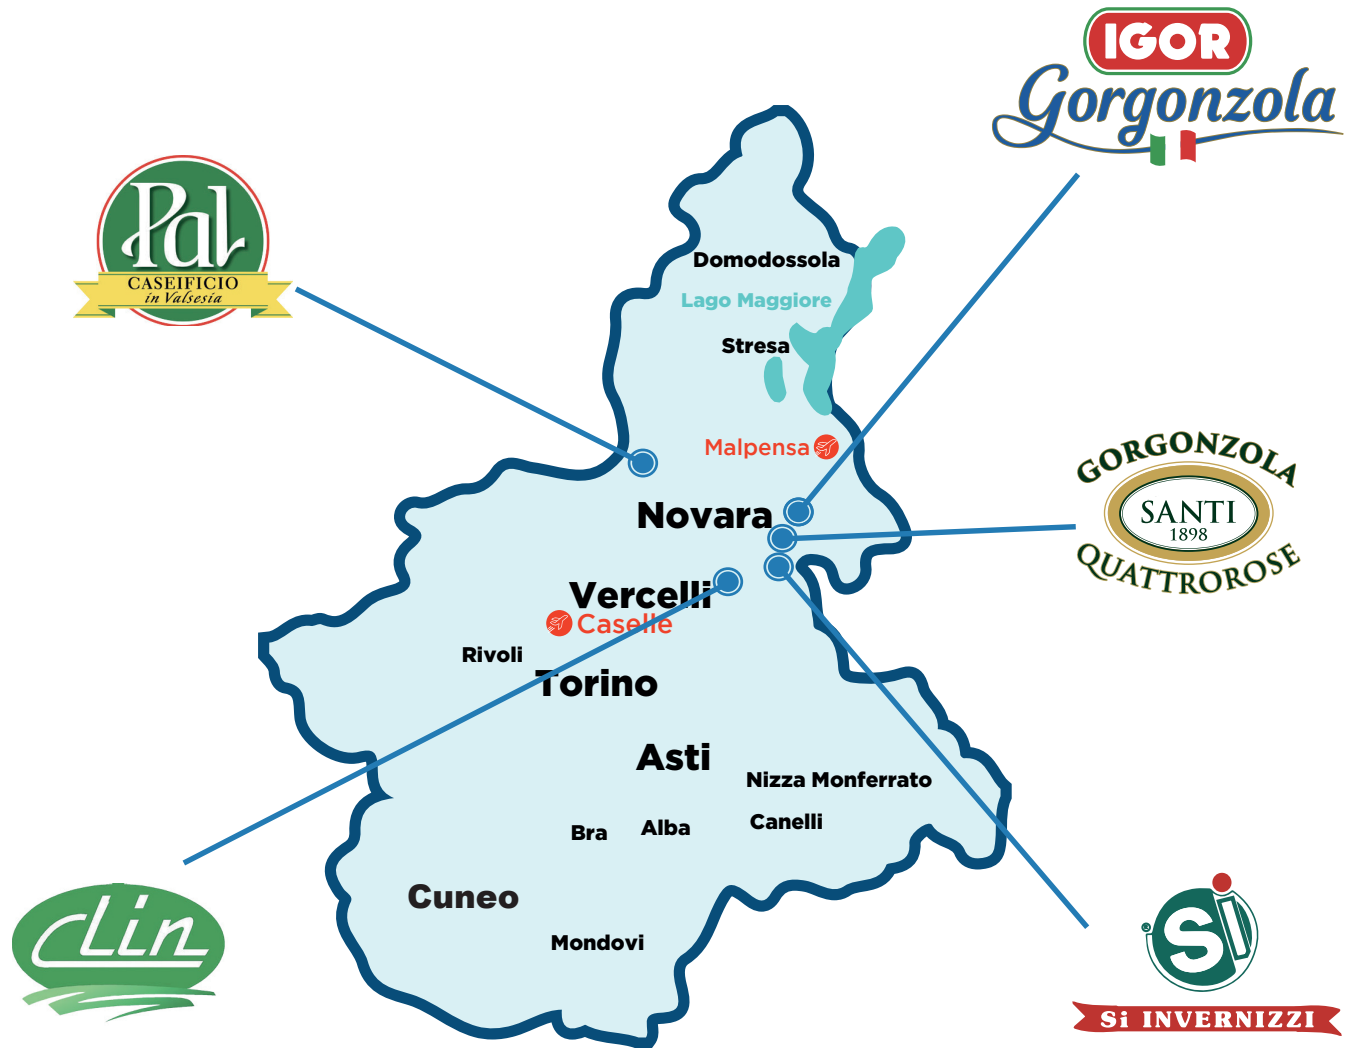 IGOR
Gorgonzola
Pal
CASEIFICIO
in Valsesia
Domodossola
Lago Maggiore
Stresa
Malpensa
GORGONZOLA
SANTI
1898
QUATTROROSE
Novara
Vercelli
Caselle
Rivoli
Torino
Asti
Nizza Monferrato
Canelli
Bra
Alba
Cuneo
Mondovi
cLin
Si
®
Si INVERNIZZI